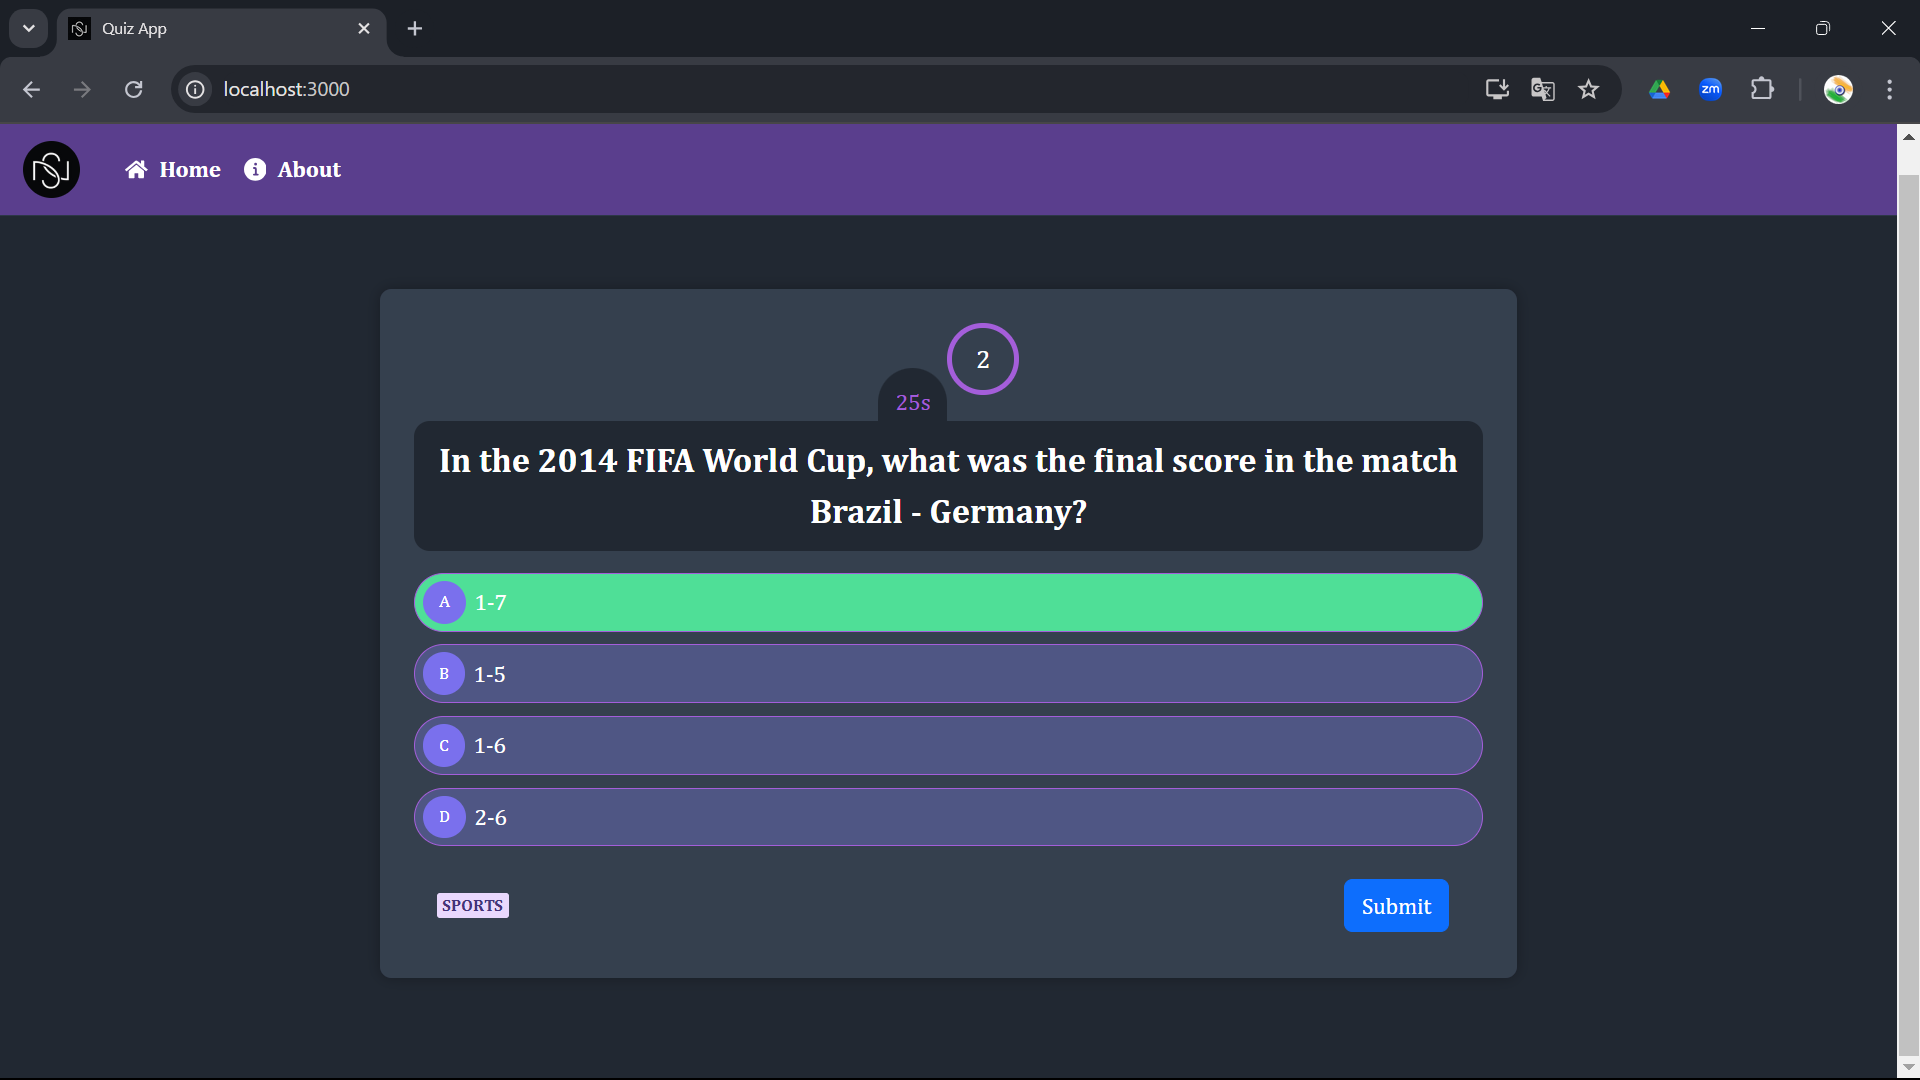 Quiz App
localhost:3000
zm
Home About
2
25s
In the 2014 FIFA World Cup, what was the final score in the match
Brazil - Germany?
A 1-7
B 1-5
C 1-6
D 2-6
SPORTS
Submit